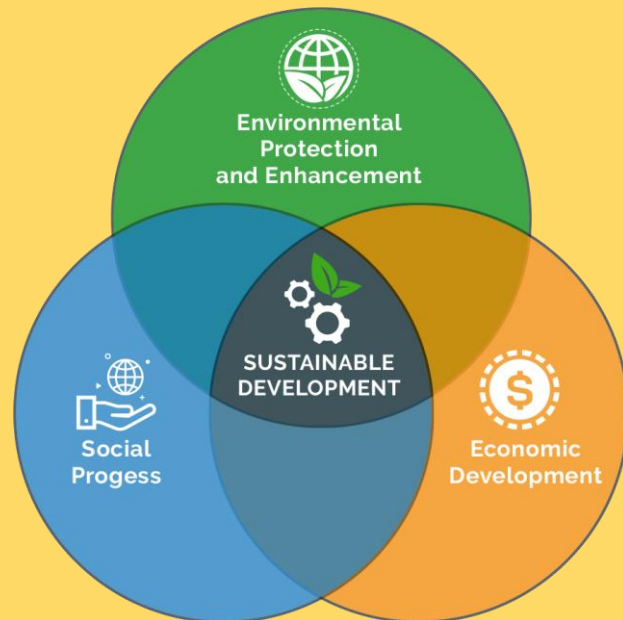 Environmental
Protection
and Enhancement
SUSTAINABLE
DEVELOPMENT
$
Social
Progess
Economic
Development